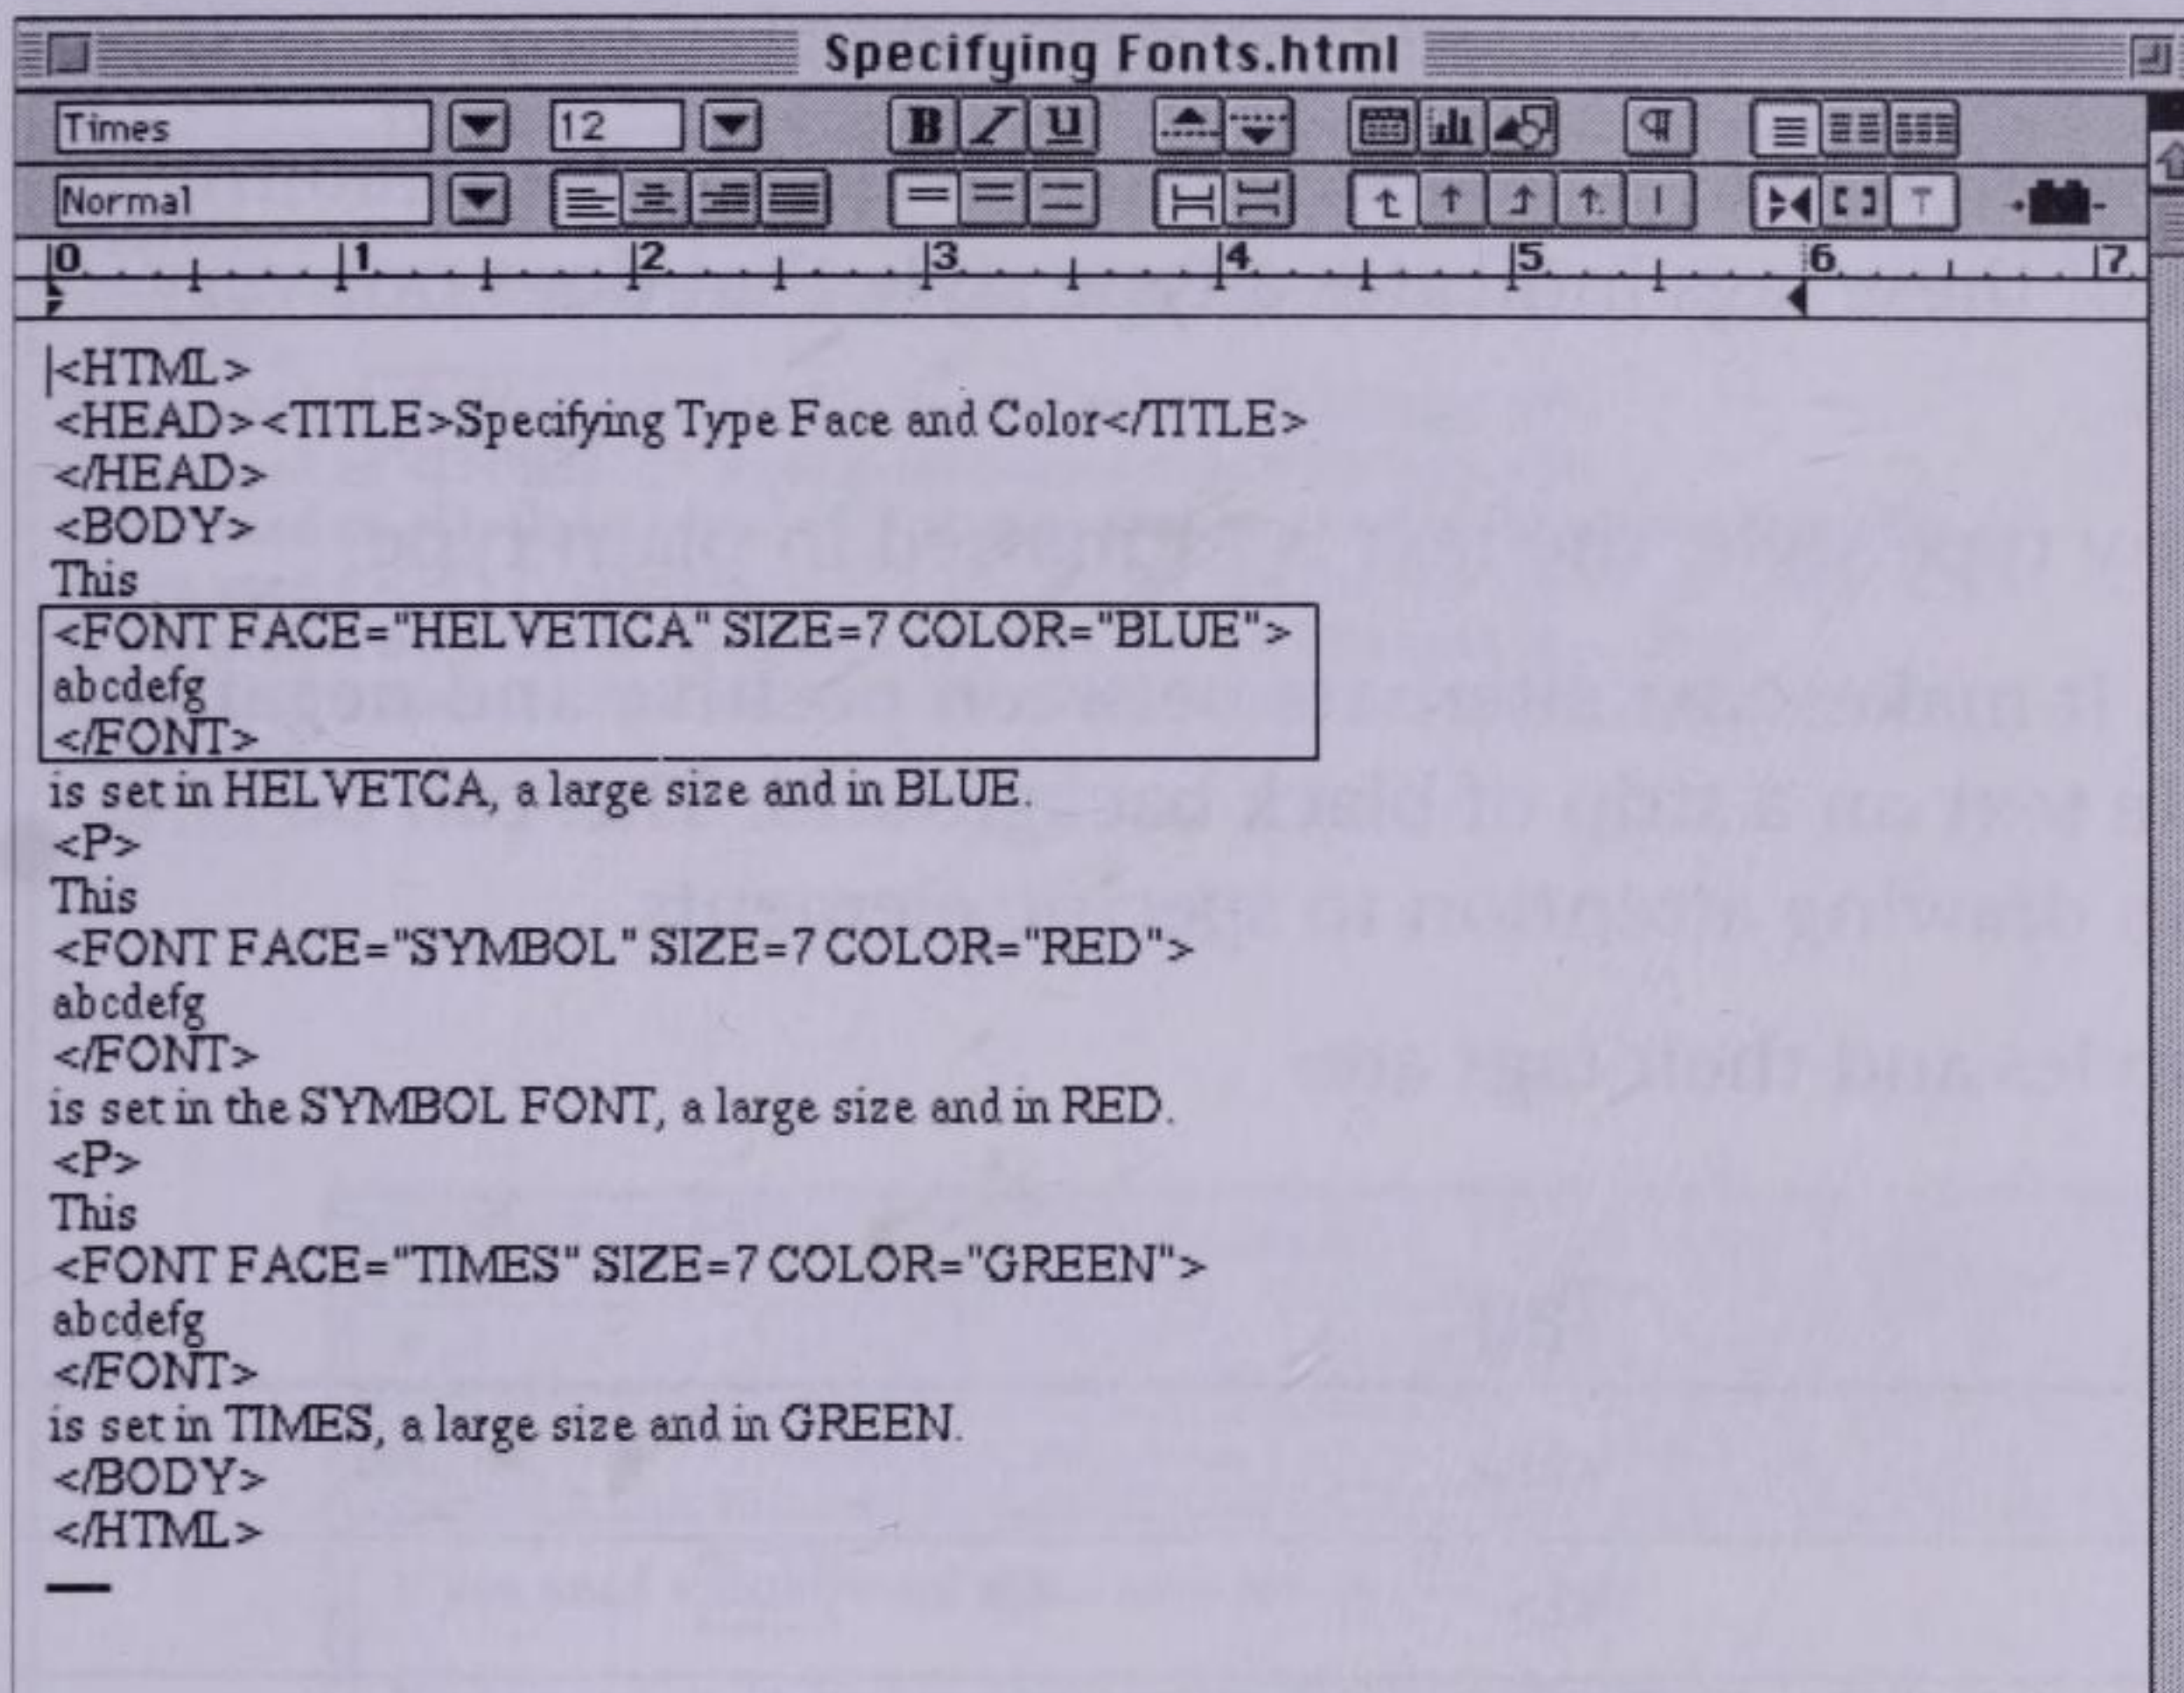 Specifying Fonts.html
Times 12 B I U
Normal
0 1 2 3 4 5 6 7
<HTML>
<HEAD><TITLE>Specifying Type Face and Color</TITLE>
</HEAD>
<BODY>
This
<FONT FACE="HELVETICA" SIZE=7 COLOR="BLUE">
abcdefg
</FONT>
is set in HELVETCA, a large size and in BLUE.
<P>
This
<FONT FACE="SYMBOL" SIZE=7 COLOR="RED">
abcdefg
</FONT>
is set in the SYMBOL FONT, a large size and in RED.
<P>
This
<FONT FACE="TIMES" SIZE=7 COLOR="GREEN">
abcdefg
</FONT>
is set in TIMES, a large size and in GREEN.
</BODY>
</HTML>